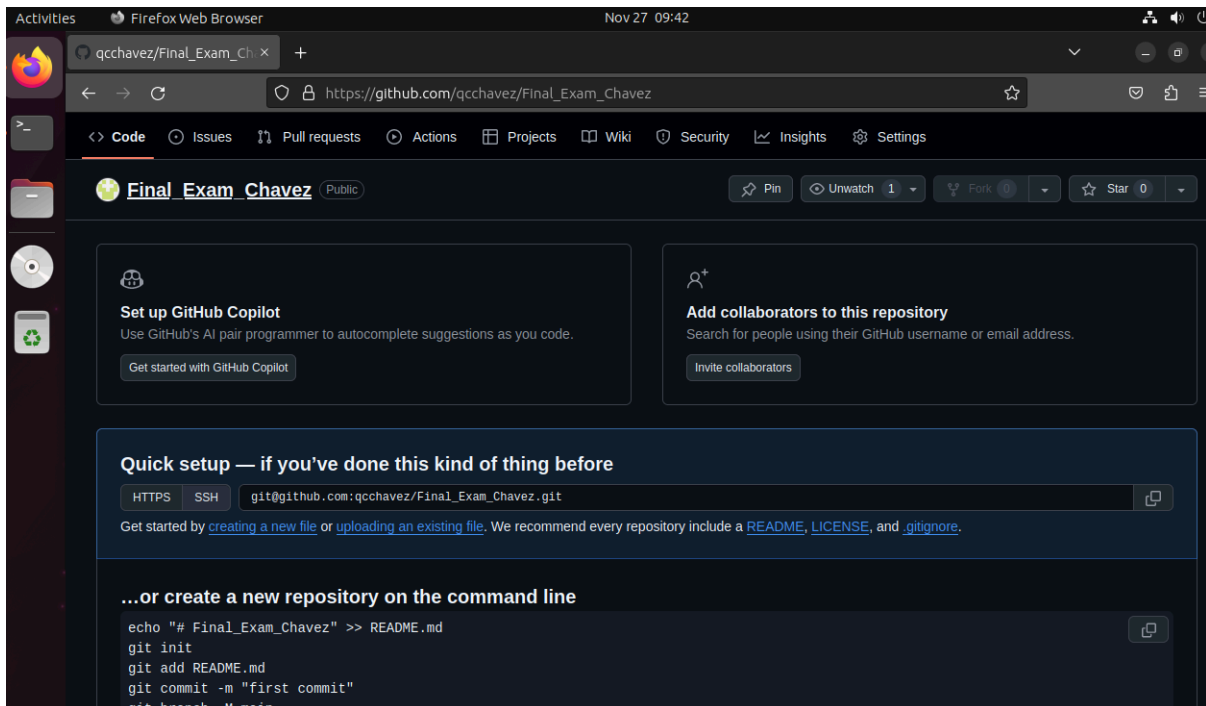 Activities Firefox Web Browser Nov 27 09:42
qcchavez/Final_Exam_Ch
https://github.com/qcchavez/Final_Exam_Chavez
Code Issues Pull requests Actions Projects Wiki Security Insights Settings
Final_Exam_Chavez Public Pin Unwatch 1 Fork 0 Star 0
Set up GitHub Copilot
Use GitHub's AI pair programmer to autocomplete suggestions as you code.
Get started with GitHub Copilot
Add collaborators to this repository
Search for people using their GitHub username or email address.
Invite collaborators
Quick setup — if you've done this kind of thing before
HTTPS SSH git@github.com:qcchavez/Final_Exam_Chavez.git
Get started by creating a new file or uploading an existing file. We recommend every repository include a README, LICENSE, and .gitignore.
…or create a new repository on the command line
echo "# Final_Exam_Chavez" >> README.md
git init
git add README.md
git commit -m "first commit"
git branch -M main